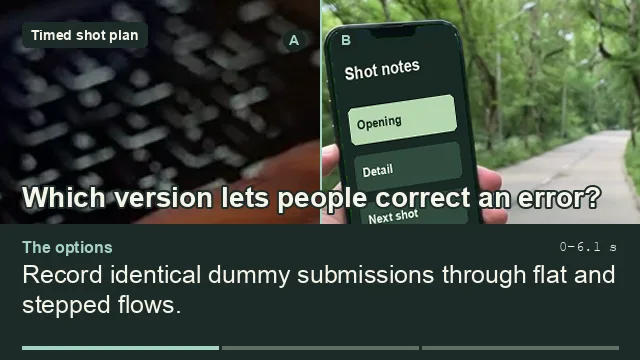 Timed shot plan
A
B
Shot notes
Opening
Detail
Next shot
Which version lets people correct an error?
The options
0–6.1 s
Record identical dummy submissions through flat and
stepped flows.